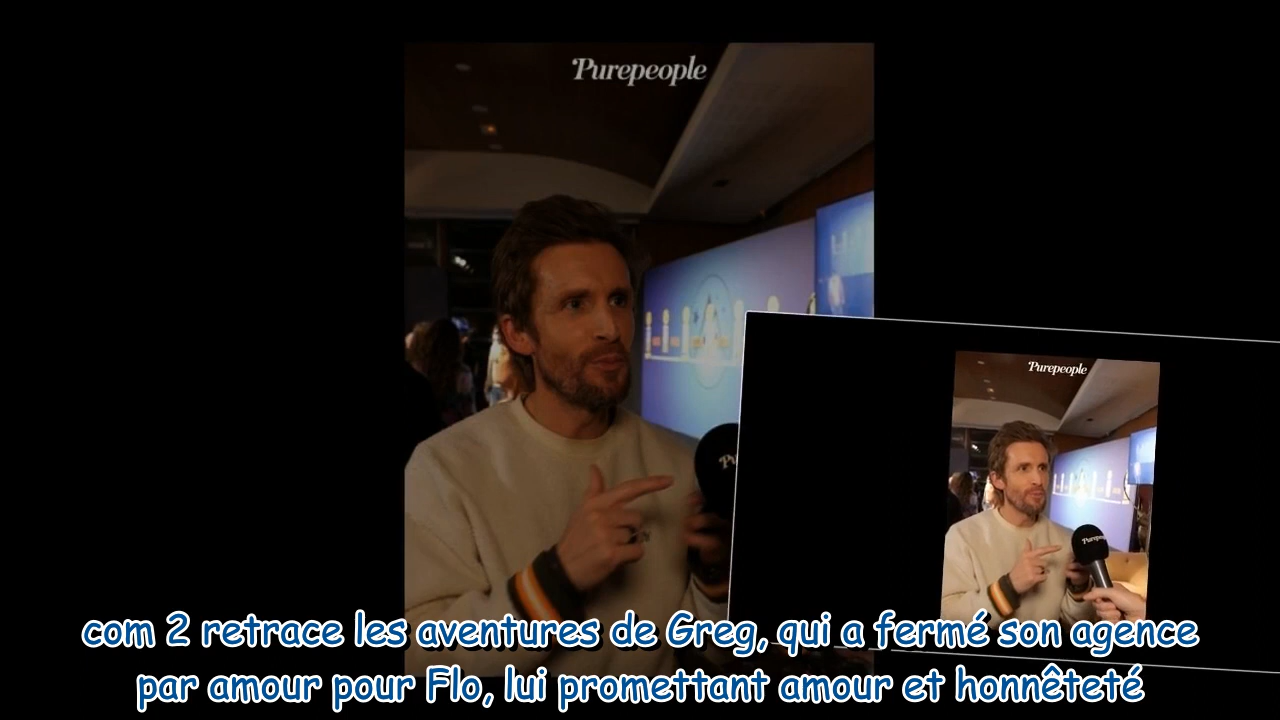 Purepeople
Purepeople
Purepeople
com 2 retrace les aventures de Greg, qui a fermé son agence
par amour pour Flo, lui promettant amour et honnêteté